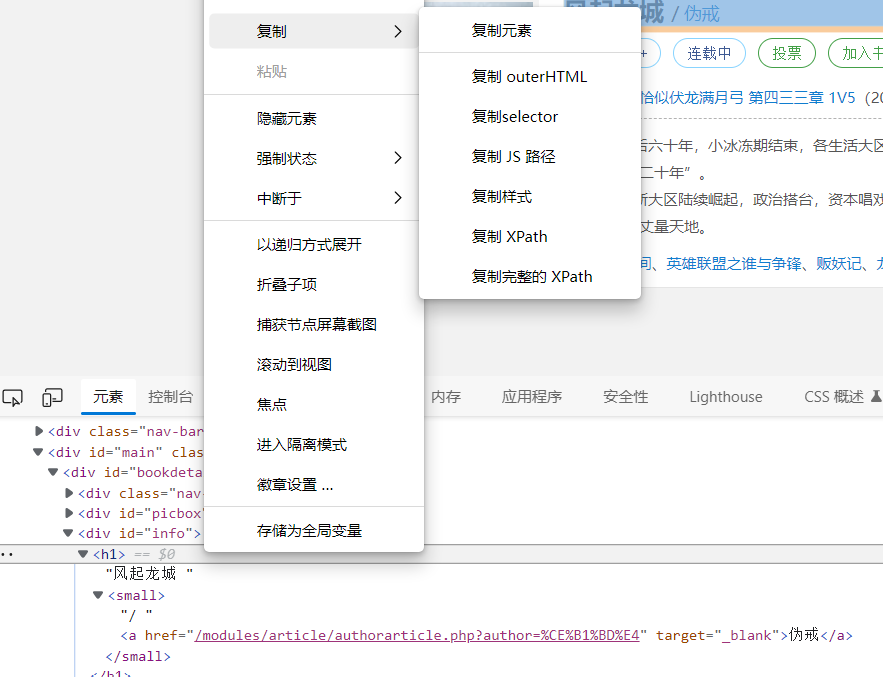 复制
粘贴
隐藏元素
强制状态
中断于
以递归方式展开
折叠子项
捕获节点屏幕截图
滚动到视图
焦点
进入隔离模式
徽章设置 ...
存储为全局变量
复制元素
复制 outerHTML
复制selector
复制 JS 路径
复制样式
复制 XPath
复制完整的 XPath
风起龙城 / 伪戒
+ 连载中 投票 加入
恰似伏龙满月弓 第四三三章 1V5 (20
六十年，小冰冻期结束，各生活大区
二十年”。
大区陆续崛起，政治搭台，资本唱戏
丈量天地。
间、英雄联盟之谁与争锋、贩妖记、
元素 控制台 内存 应用程序 安全性 Lighthouse CSS 概述
<div class="nav-bar
<div id="main" clas
<div id="bookdeta
<div class="nav
<div id="picbox"
<div id="info">
<h1> == $0
"风起龙城 "
<small>
"/ "
<a href="/modules/article/authorarticle.php?author=%CE%B1%BD%E4" target="_blank">伪戒</a>
</small>
</h1>